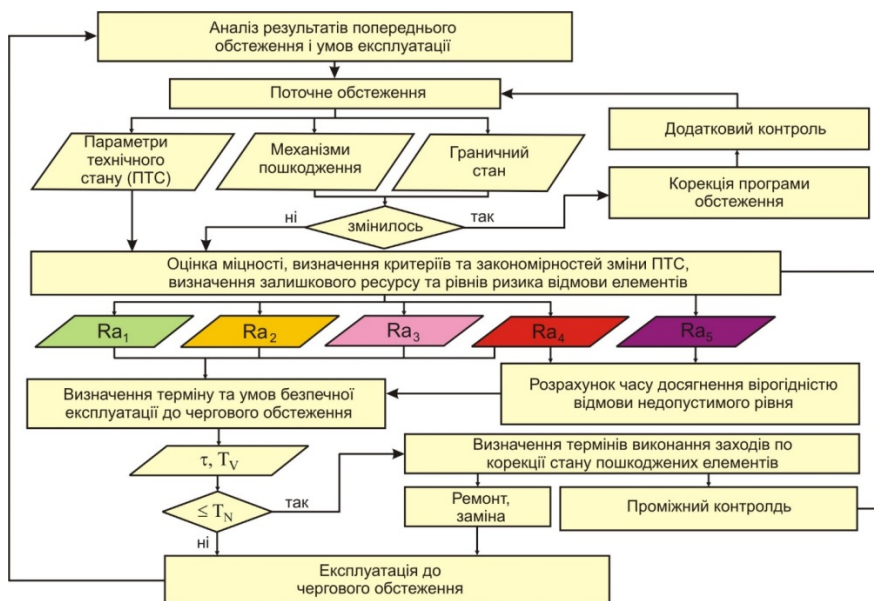 Аналіз результатів попереднього
обстеження і умов експлуатації
Поточне обстеження
Параметри
технічного
стану (ПТС)
Механізми
пошкодження
Граничний
стан
Додатковий контроль
Корекція програми
обстеження
ні
змінилось
так
Оцінка міцності, визначення критеріїв та закономірностей зміни ПТС,
визначення залишкового ресурсу та рівнів ризика відмови елементів
Ra1
Ra2
Ra3
Ra4
Ra5
Визначення терміну та умов безпечної
експлуатації до чергового обстеження
Розрахунок часу досягнення вірогідністю
відмови недопустимого рівня
τ, TV
Визначення термінів виконання заходів по
корекції стану пошкоджених елементів
≤ TN
так
ні
Ремонт,
заміна
Проміжний контролдь
Експлуатація до
чергового обстеження